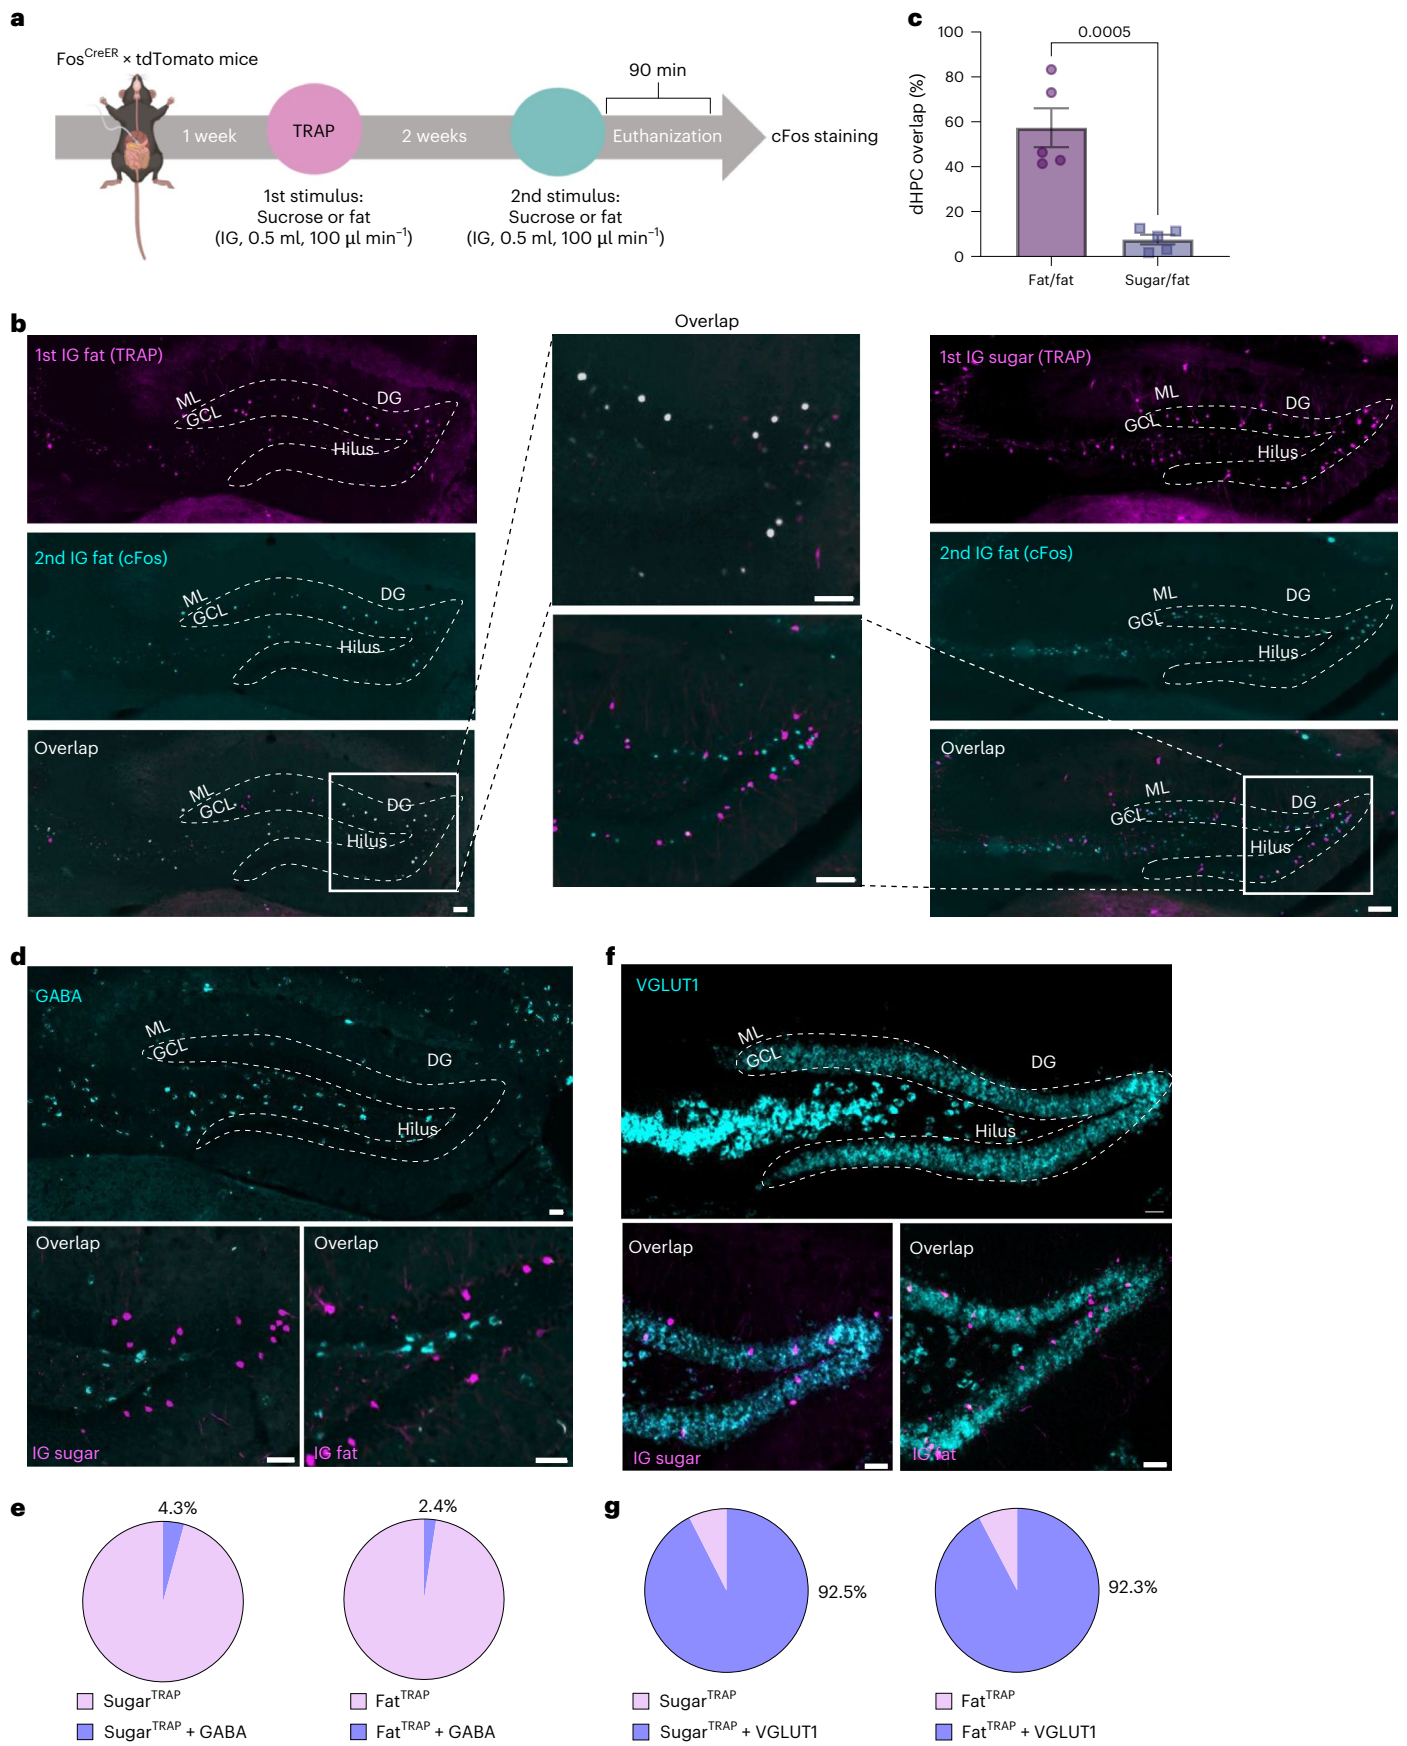 a
Fos^CreER × tdTomato mice
1 week
TRAP
2 weeks
90 min
Euthanization
cFos staining
1st stimulus:
Sucrose or fat
(IG, 0.5 ml, 100 µl min⁻¹)
2nd stimulus:
Sucrose or fat
(IG, 0.5 ml, 100 µl min⁻¹)
c
0.0005
dHPC overlap (%)
100
80
60
40
20
0
Fat/fat
Sugar/fat
b
1st IG fat (TRAP)
ML
GCL
DG
Hilus
2nd IG fat (cFos)
ML
GCL
DG
Hilus
Overlap
ML
GCL
DG
Hilus
Overlap
1st IG sugar (TRAP)
ML
GCL
DG
Hilus
2nd IG fat (cFos)
ML
GCL
DG
Hilus
Overlap
ML
GCL
DG
Hilus
d
GABA
ML
GCL
DG
Hilus
Overlap
IG sugar
Overlap
IG fat
f
VGLUT1
ML
GCL
DG
Hilus
Overlap
IG sugar
Overlap
IG fat
e
4.3%
Sugar^TRAP
Sugar^TRAP + GABA
2.4%
Fat^TRAP
Fat^TRAP + GABA
g
92.5%
Sugar^TRAP
Sugar^TRAP + VGLUT1
92.3%
Fat^TRAP
Fat^TRAP + VGLUT1